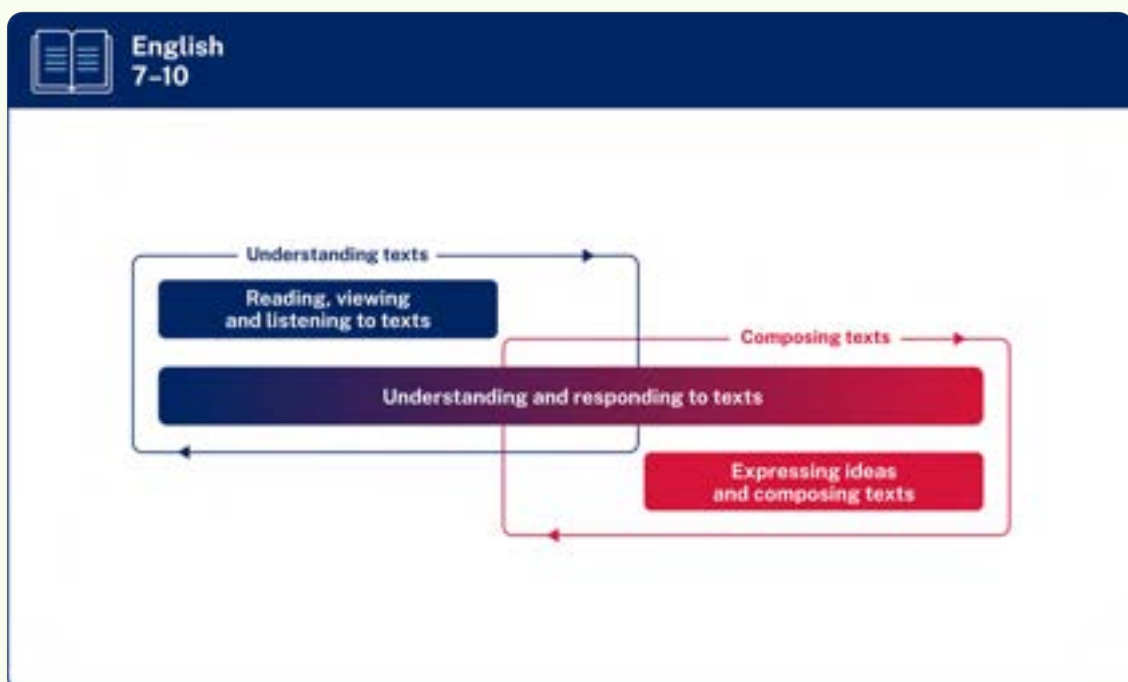 English
7–10
Understanding texts
Reading, viewing
and listening to texts
Composing texts
Understanding and responding to texts
Expressing ideas
and composing texts